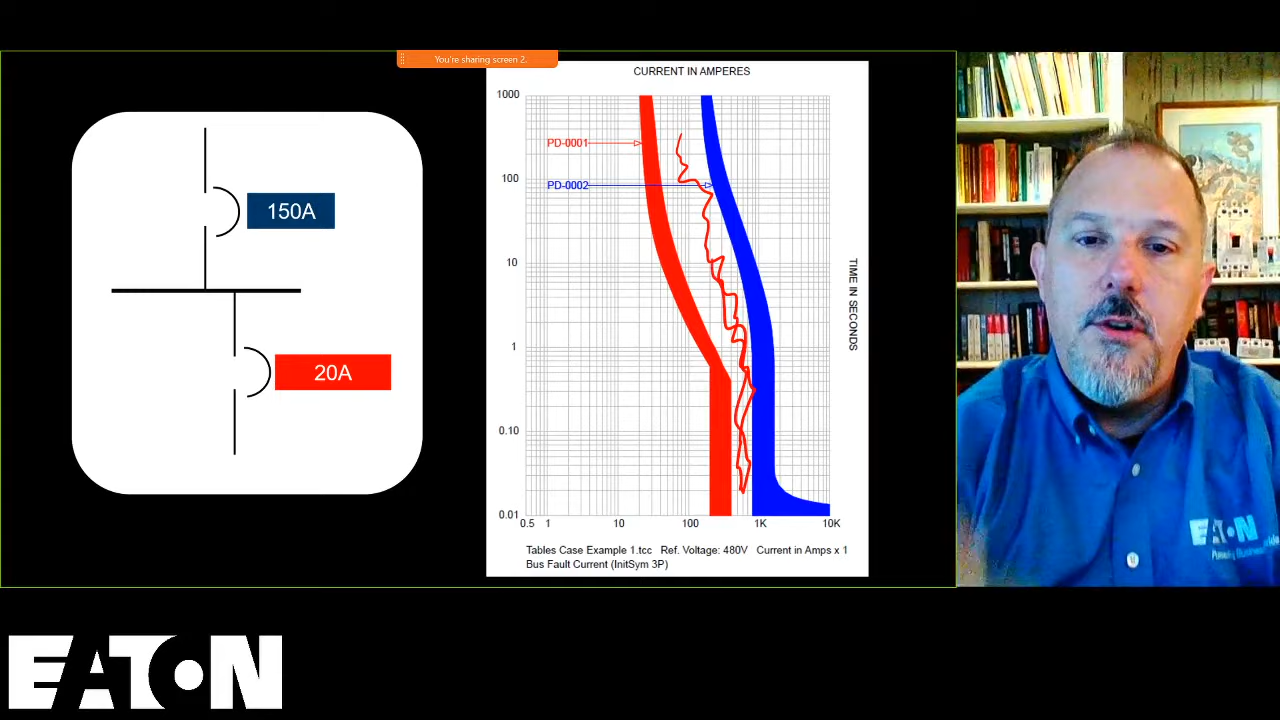 You're sharing screen 2.
CURRENT IN AMPERES
1000
100
10
1
0.10
0.01
0.5 1 10 100 1K 10K
PD-0001
PD-0002
TIME IN SECONDS
Tables Case Example 1.tcc Ref. Voltage: 480V Current in Amps x 1
Bus Fault Current (InitSym 3P)
150A
20A
EATON
EATON